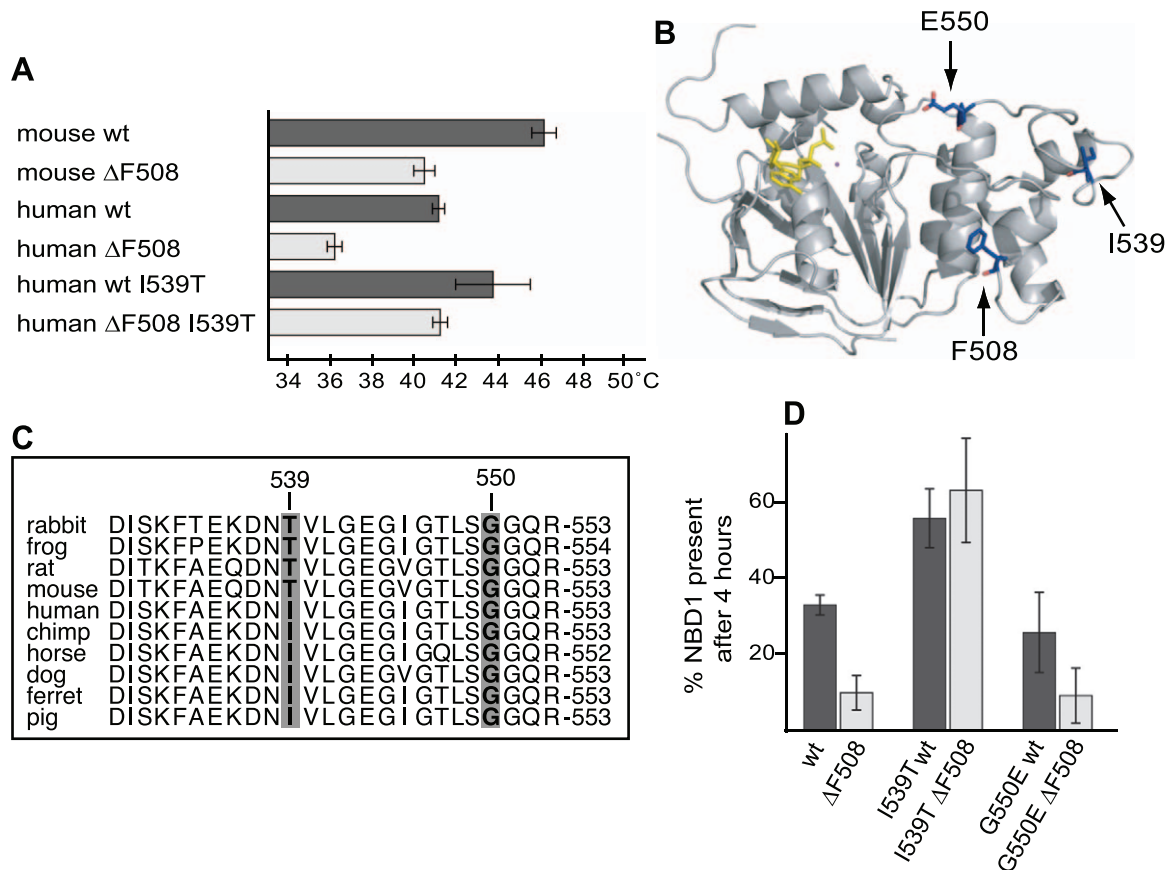 A
mouse wt
mouse ΔF508
human wt
human ΔF508
human wt I539T
human ΔF508 I539T
34 36 38 40 42 44 46 48 50˚C
B
E550
I539
F508
C
539 550
rabbit DISKFTEKDNTVLGEGIGTLSGGQR-553
frog DISKFPEKDNTVLGEGIGTLSGGQR-554
rat DITKFAEQDNTVLGEGVGTLSGGQR-553
mouse DITKFAEQDNTVLGEGVGTLSGGQR-553
human DISKFAEKDNIVLGEGIGTLSGGQR-553
chimp DISKFAEKDNIVLGEGIGTLSGGQR-553
horse DISKFAEKDNIVLGEGIGQLSGGQR-552
dog DISKFAEKDNIVLGEGVGTLSGGQR-553
ferret DISKFAEKDNIVLGEGIGTLSGGQR-553
pig DISKFAEKDNIVLGEGIGTLSGGQR-553
D
% NBD1 present
after 4 hours
60
40
20
wt
ΔF508
I539T wt
I539T ΔF508
G550E wt
G550E ΔF508